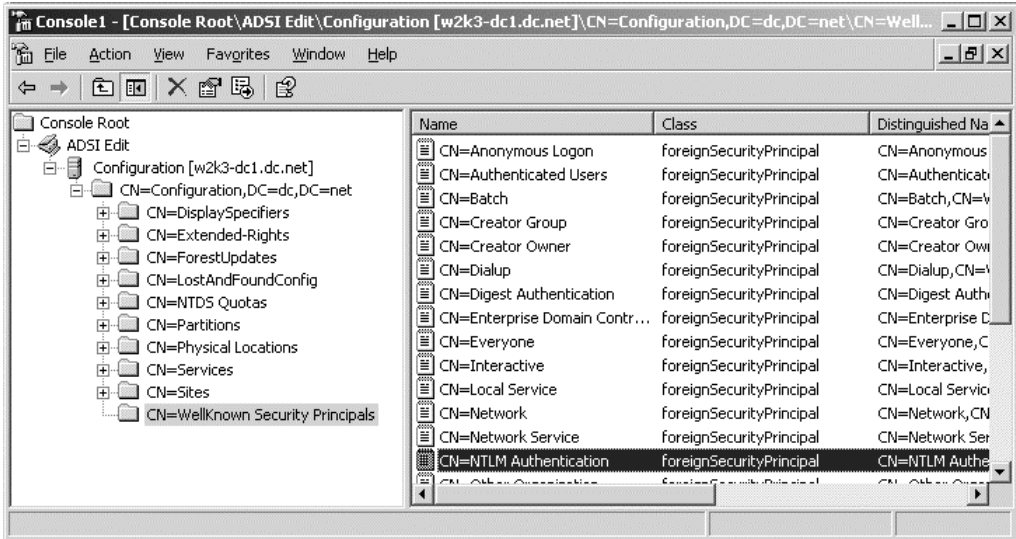 Console1 - [Console Root\ADSI Edit\Configuration [w2k3-dc1.dc.net]\CN=Configuration,DC=dc,DC=net\CN=Well...
File Action View Favorites Window Help
Console Root
ADSI Edit
Configuration [w2k3-dc1.dc.net]
CN=Configuration,DC=dc,DC=net
CN=DisplaySpecifiers
CN=Extended-Rights
CN=ForestUpdates
CN=LostAndFoundConfig
CN=NTDS Quotas
CN=Partitions
CN=Physical Locations
CN=Services
CN=Sites
CN=WellKnown Security Principals
Name Class Distinguished Na
CN=Anonymous Logon foreignSecurityPrincipal CN=Anonymous
CN=Authenticated Users foreignSecurityPrincipal CN=Authenticat
CN=Batch foreignSecurityPrincipal CN=Batch,CN=
CN=Creator Group foreignSecurityPrincipal CN=Creator Gro
CN=Creator Owner foreignSecurityPrincipal CN=Creator Ow
CN=Dialup foreignSecurityPrincipal CN=Dialup,CN=
CN=Digest Authentication foreignSecurityPrincipal CN=Digest Auth
CN=Enterprise Domain Contr... foreignSecurityPrincipal CN=Enterprise D
CN=Everyone foreignSecurityPrincipal CN=Everyone,C
CN=Interactive foreignSecurityPrincipal CN=Interactive,
CN=Local Service foreignSecurityPrincipal CN=Local Servic
CN=Network foreignSecurityPrincipal CN=Network,CN
CN=Network Service foreignSecurityPrincipal CN=Network Ser
CN=NTLM Authentication foreignSecurityPrincipal CN=NTLM Authe